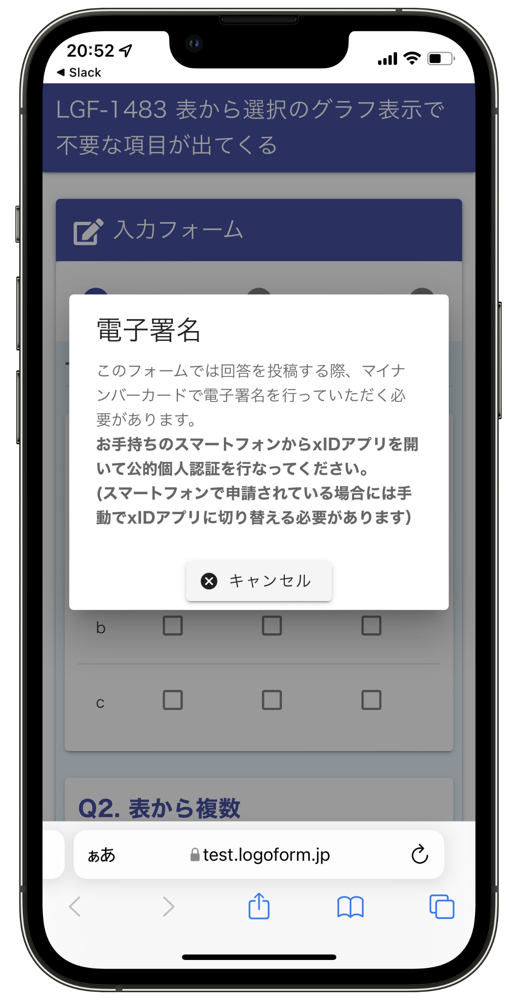 20:52
◀ Slack
LGF-1483 表から選択のグラフ表示で
不要な項目が出てくる
入力フォーム
電子署名
このフォームでは回答を投稿する際、マイナ
ンバーカードで電子署名を行っていただく必
要があります。
お手持ちのスマートフォンからxIDアプリを開
いて公的個人認証を行なってください。
(スマートフォンで申請されている場合には手
動でxIDアプリに切り替える必要があります)
キャンセル
b
c
Q2. 表から複数
ぁあ test.logoform.jp